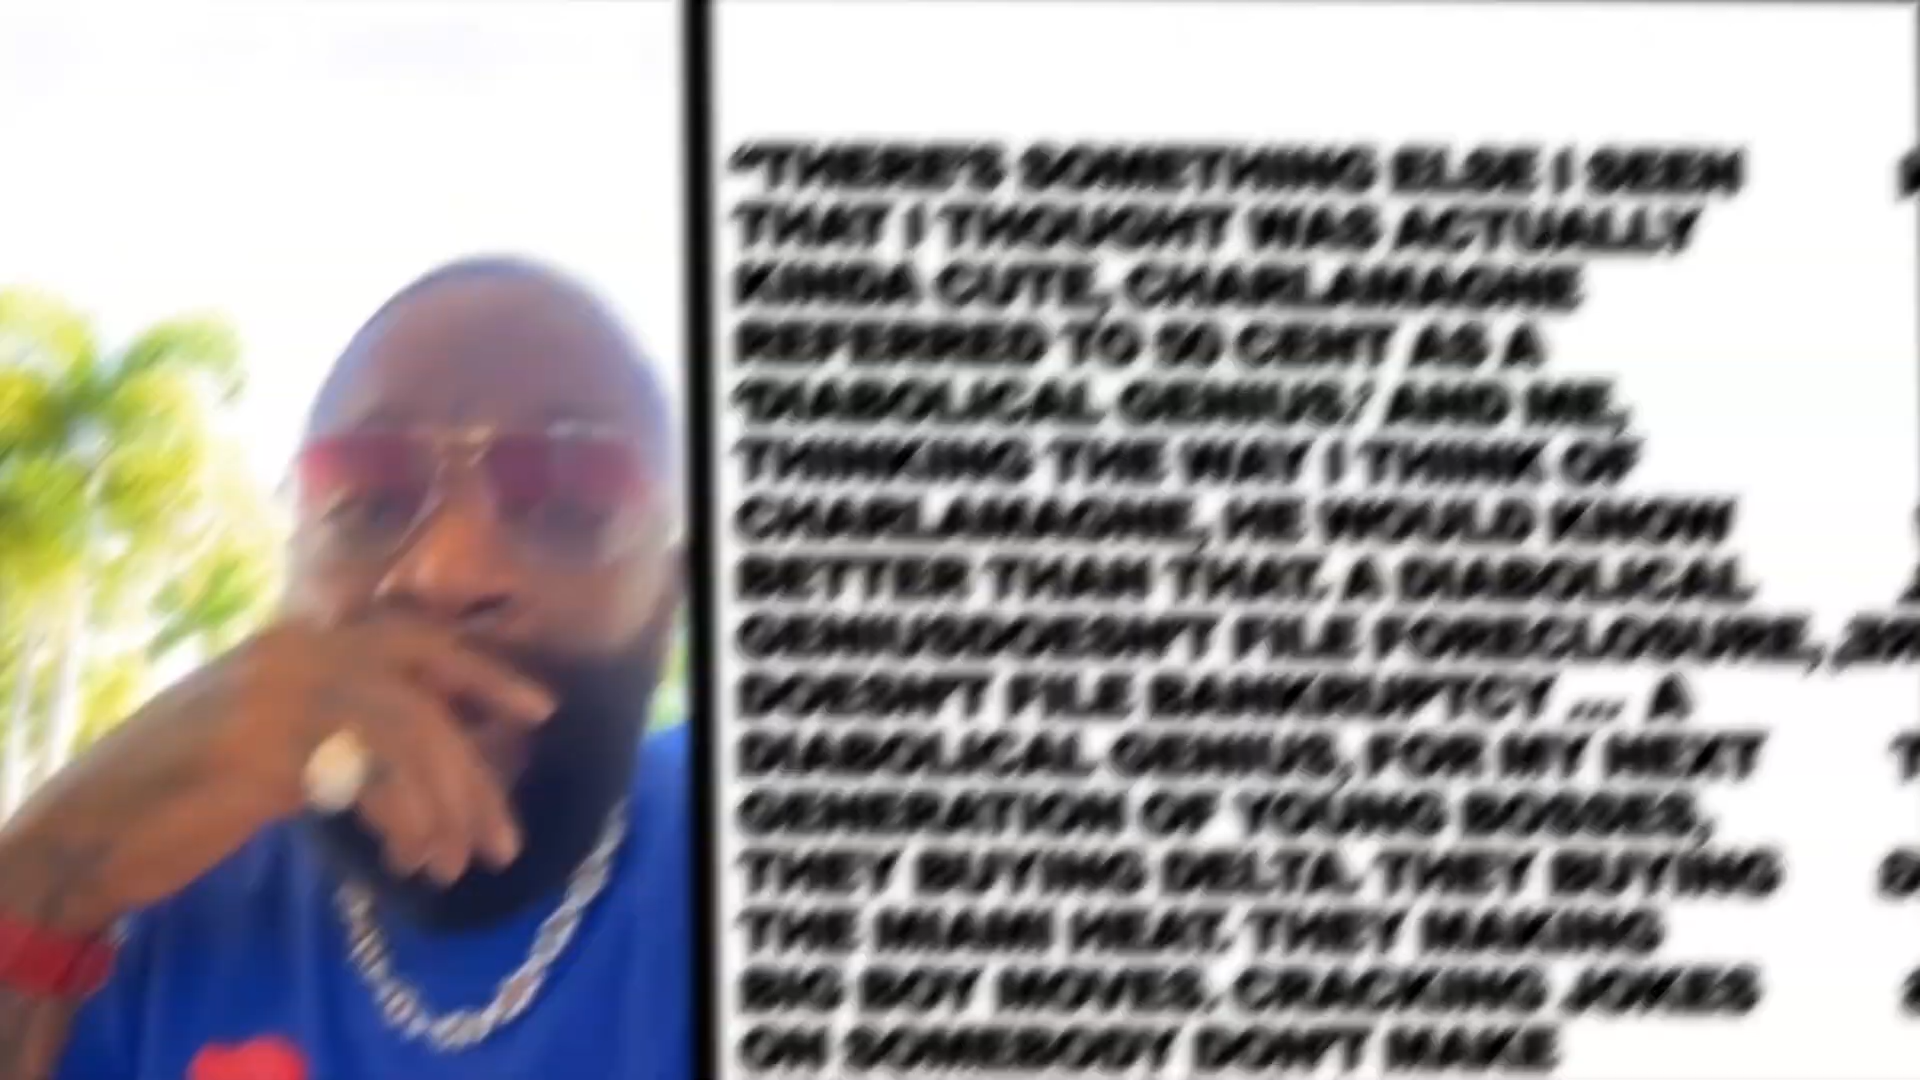 "THERE'S SOMETHING ELSE I SEEN
THAT I THOUGHT WAS ACTUALLY
KINDA CUTE, CHARLAMAGNE
REFERRED TO 50 CENT AS A
'DIABOLICAL GENIUS.' AND ME,
THINKING THE WAY I THINK OF
CHARLAMAGNE, HE WOULD KNOW
BETTER THAN THAT. A DIABOLICAL
GENIUSDOESN'T FILE FORECLOSURE,
DOESN'T FILE BANKRUPTCY ... A
DIABOLICAL GENIUS, FOR MY NEXT
GENERATION OF YOUNG BOSSES,
THEY BUYING DELTA. THEY BUYING
THE MIAMI HEAT. THEY MAKING
BIG BOY MOVES. CRACKING JOKES
ON SOMEBODY DON'T MAKE